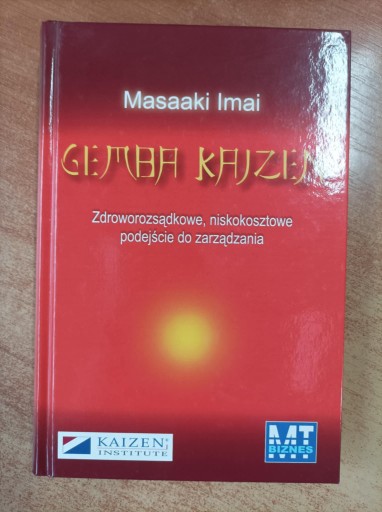 Masaaki Imai
GEMBA KAIZEN
Zdroworozsądkowe, niskokosztowe
podejście do zarządzania
KAIZEN
INSTITUTE
MT
BIZNES